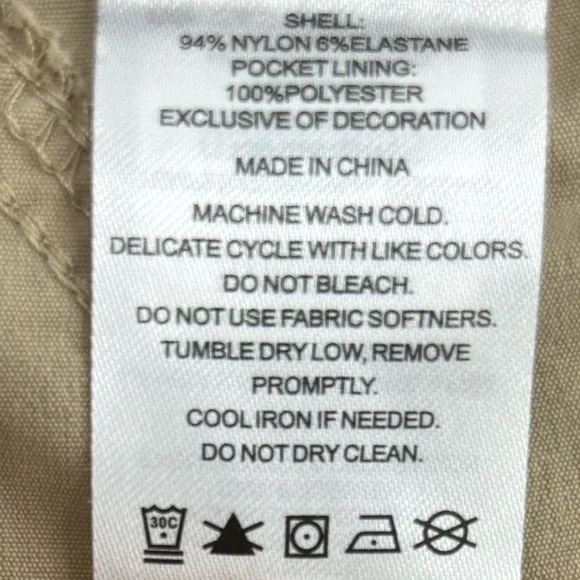 SHELL:
94% NYLON 6%ELASTANE
POCKET LINING:
100%POLYESTER
EXCLUSIVE OF DECORATION
MADE IN CHINA
MACHINE WASH COLD.
DELICATE CYCLE WITH LIKE COLORS.
DO NOT BLEACH.
DO NOT USE FABRIC SOFTNERS.
TUMBLE DRY LOW, REMOVE
PROMPTLY.
COOL IRON IF NEEDED.
DO NOT DRY CLEAN.
30C